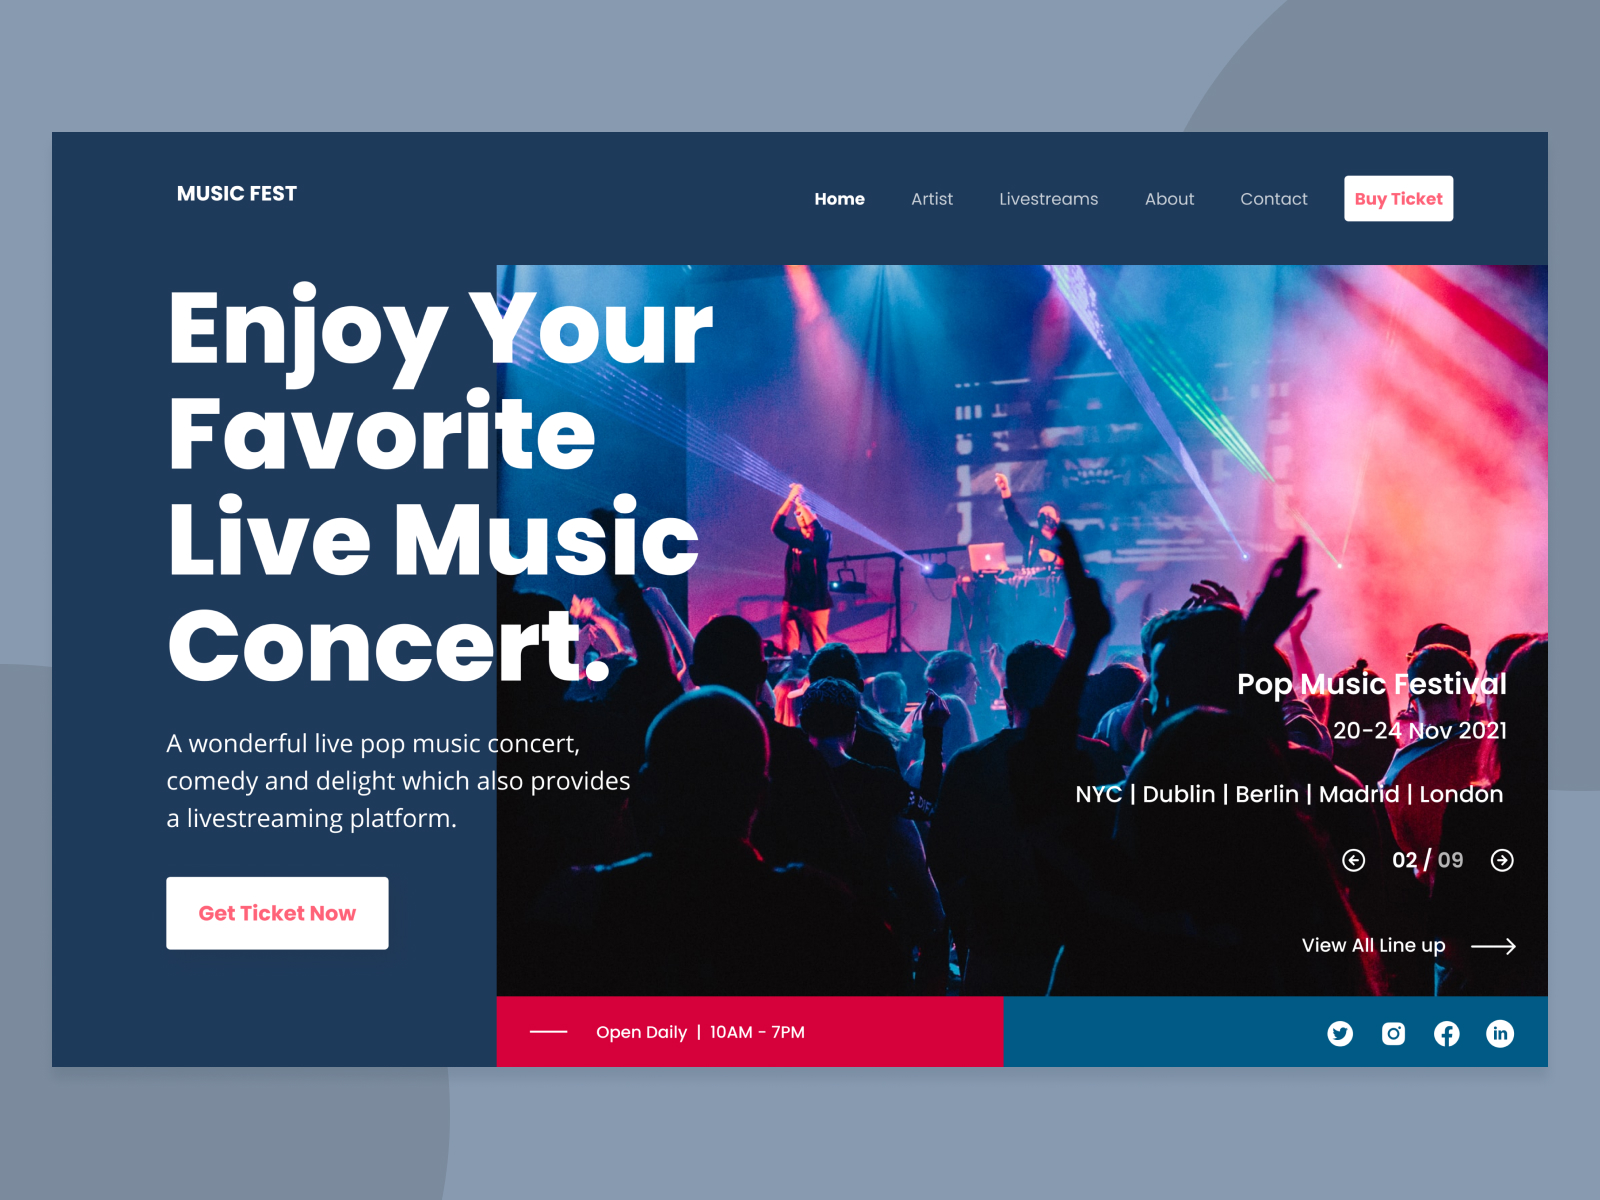 MUSIC FEST
Home Artist Livestreams About Contact Buy Ticket
Enjoy Your
Favorite
Live Music
Concert.
A wonderful live pop music concert,
comedy and delight which also provides
a livestreaming platform.
Get Ticket Now
Pop Music Festival
20-24 Nov 2021
NYC | Dublin | Berlin | Madrid | London
02 / 09
View All Line up
Open Daily | 10AM - 7PM
in